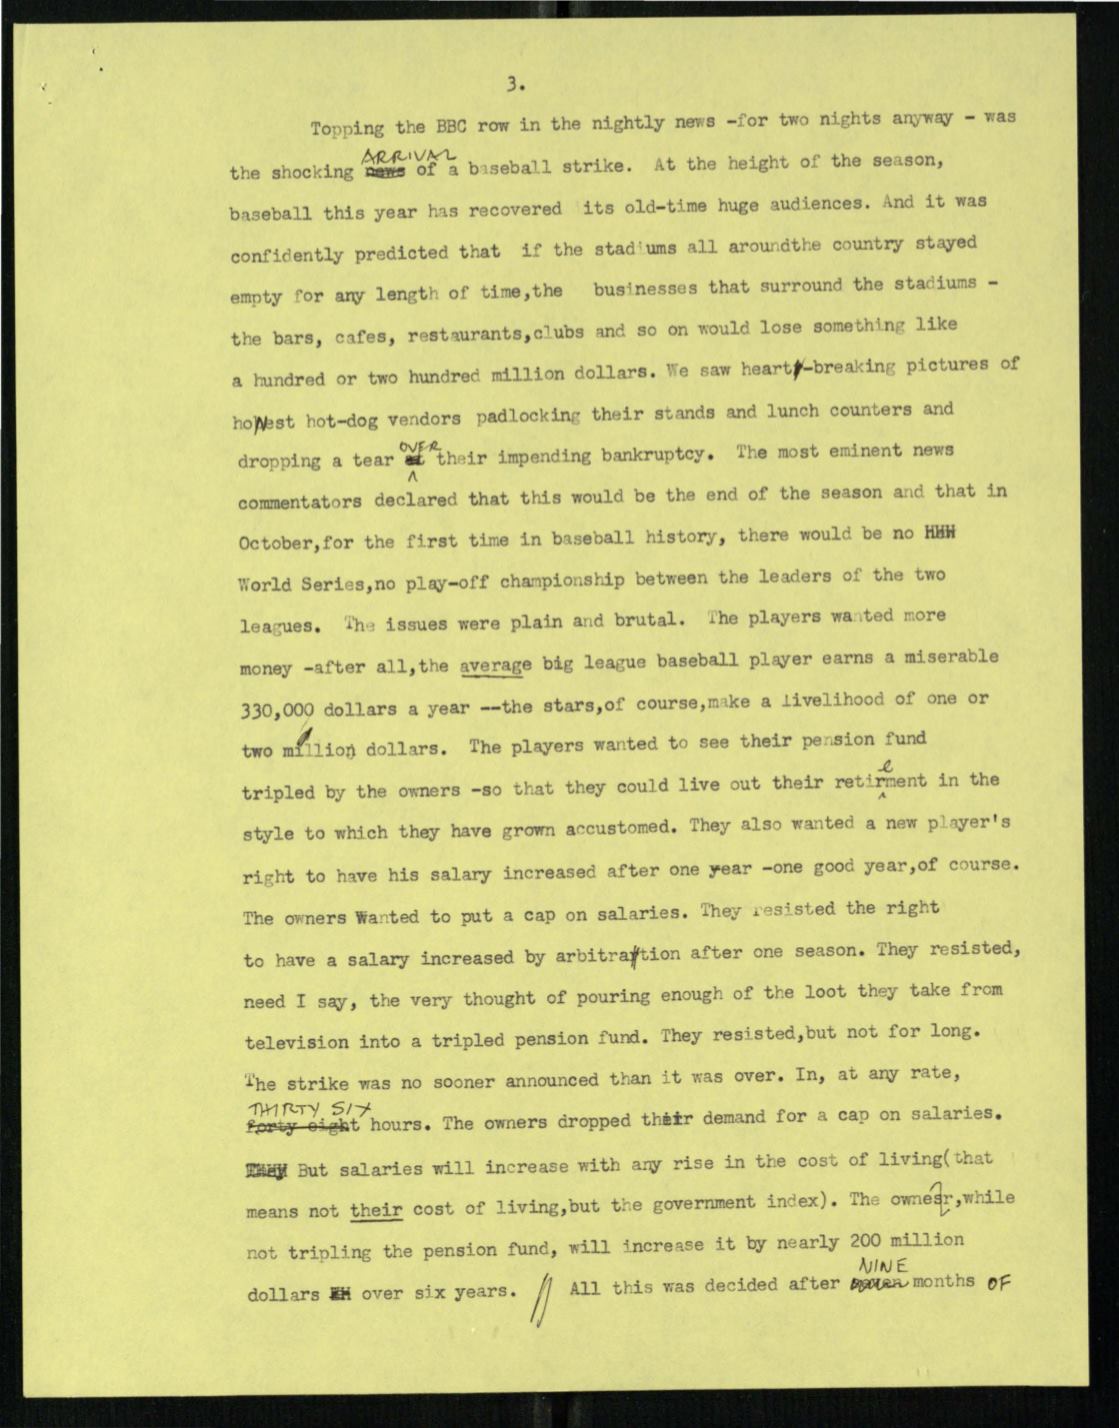 3.
Topping the BBC row in the nightly news -for two nights anyway - was
ARRIVAL
the shocking news of a baseball strike. At the height of the season,
baseball this year has recovered its old-time huge audiences. And it was
confidently predicted that if the stadiums all aroundthe country stayed
empty for any length of time,the businesses that surround the stadiums -
the bars, cafes, restaurants,clubs and so on would lose something like
a hundred or two hundred million dollars. We saw heart-breaking pictures of
hoNest hot-dog vendors padlocking their stands and lunch counters and
OVER
dropping a tear at their impending bankruptcy. The most eminent news
commentators declared that this would be the end of the season and that in
October,for the first time in baseball history, there would be no HHH
World Series,no play-off championship between the leaders of the two
leagues. The issues were plain and brutal. The players wanted more
money -after all,the average big league baseball player earns a miserable
330,000 dollars a year --the stars,of course,make a livelihood of one or
two million dollars. The players wanted to see their pension fund
e
tripled by the owners -so that they could live out their retirment in the
style to which they have grown accustomed. They also wanted a new player's
right to have his salary increased after one year -one good year,of course.
The owners Wanted to put a cap on salaries. They resisted the right
to have a salary increased by arbitration after one season. They resisted,
need I say, the very thought of pouring enough of the loot they take from
television into a tripled pension fund. They resisted,but not for long.
The strike was no sooner announced than it was over. In, at any rate,
THIRTY SIX
forty eight hours. The owners dropped their demand for a cap on salaries.
They But salaries will increase with any rise in the cost of living(that
means not their cost of living,but the government index). The ownesr,while
not tripling the pension fund, will increase it by nearly 200 million
NINE
dollars HH over six years. // All this was decided after seven months OF